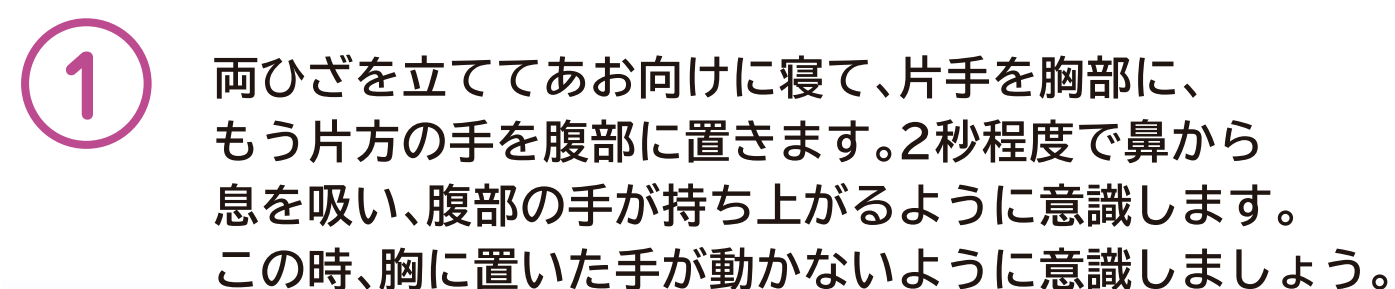 1
両ひざを立ててあお向けに寝て、片手を胸部に、
もう片方の手を腹部に置きます。2秒程度で鼻から
息を吸い、腹部の手が持ち上がるように意識します。
この時、胸に置いた手が動かないように意識しましょう。